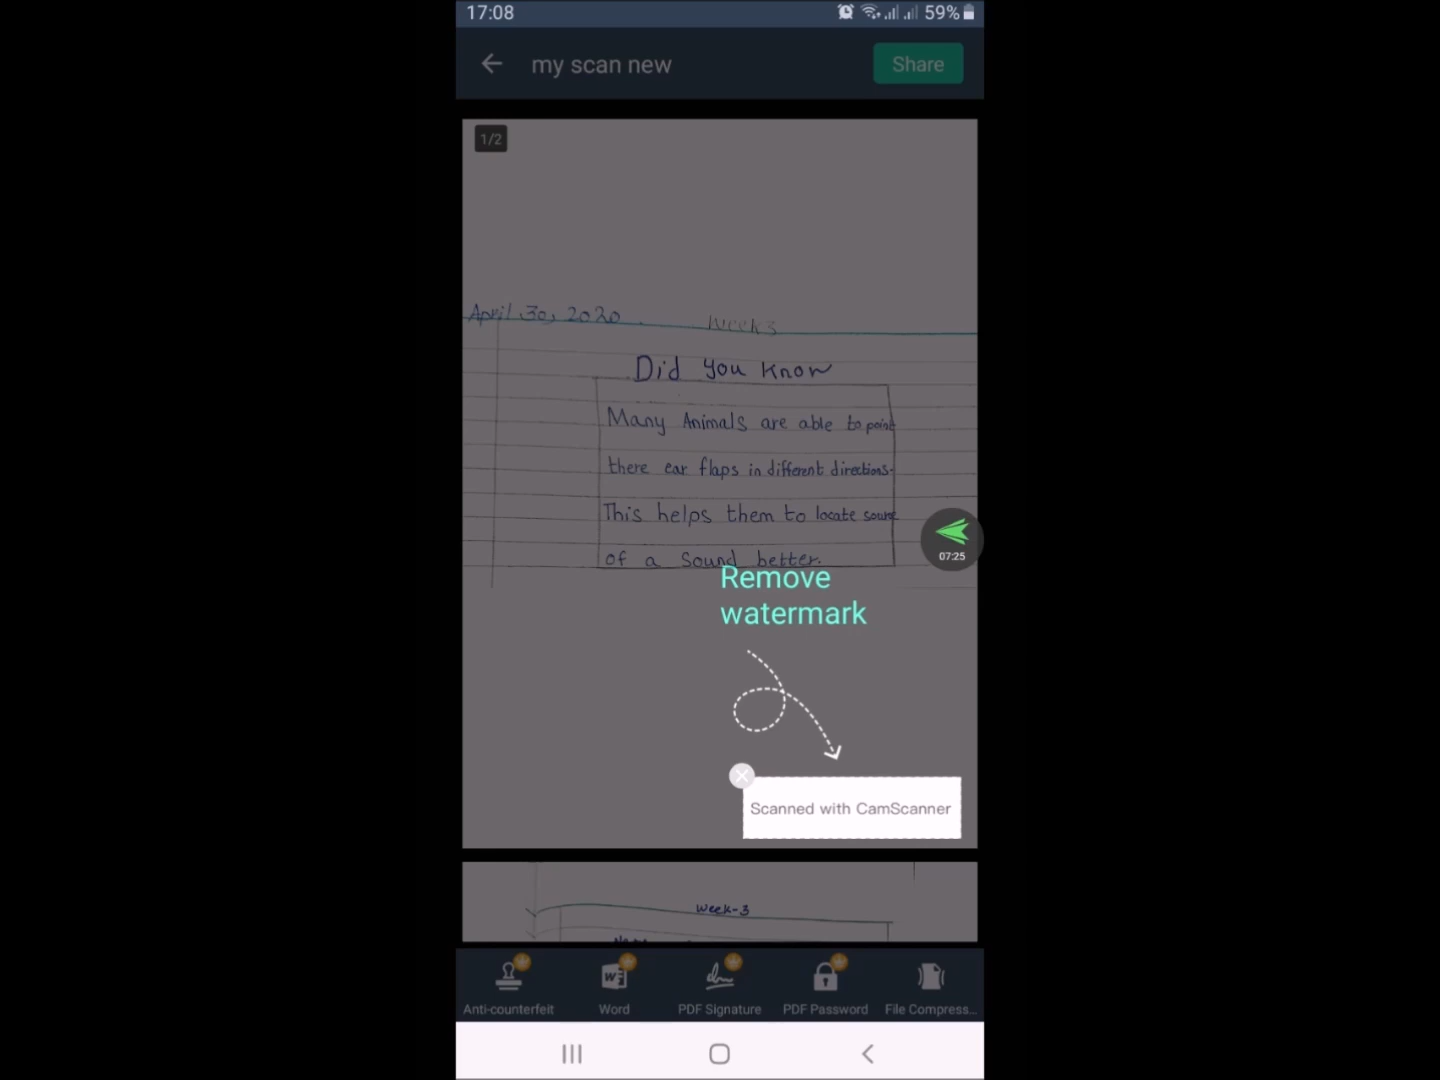 17:08
59%
my scan new
Share
1/2
April 30, 2020
Week 3
Did you know
Many Animals are able to point
there ear flaps in different directions.
This helps them to locate sourc
of a Sound better.
07:25
Remove
watermark
Scanned with CamScanner
Week-3
Anti-counterfeit
Word
PDF Signature
PDF Password
File Compress...